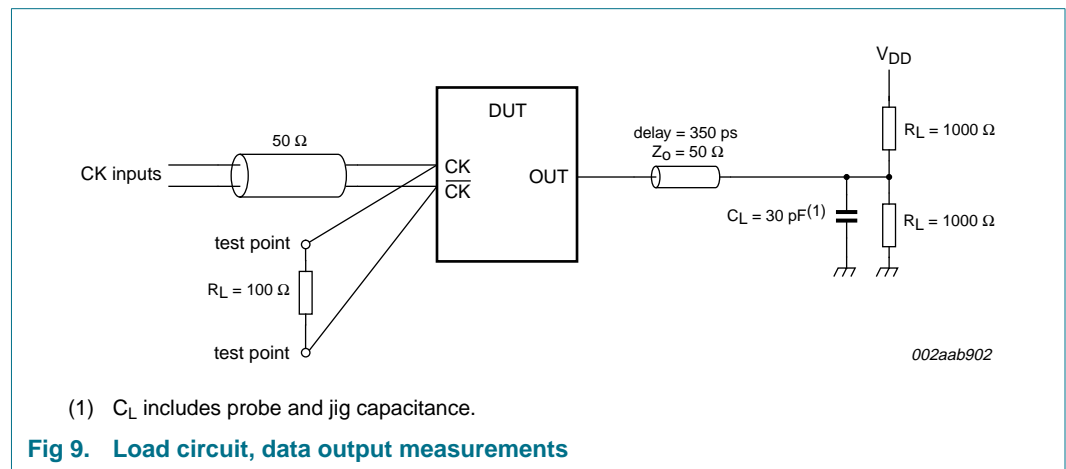 V_DD
DUT
R_L = 1000 Ω
50 Ω
delay = 350 ps
Z_O = 50 Ω
CK inputs
CK
C̅K̅
OUT
C_L = 30 pF(1)
R_L = 1000 Ω
test point
R_L = 100 Ω
test point
002aab902
(1) C_L includes probe and jig capacitance.
Fig 9. Load circuit, data output measurements